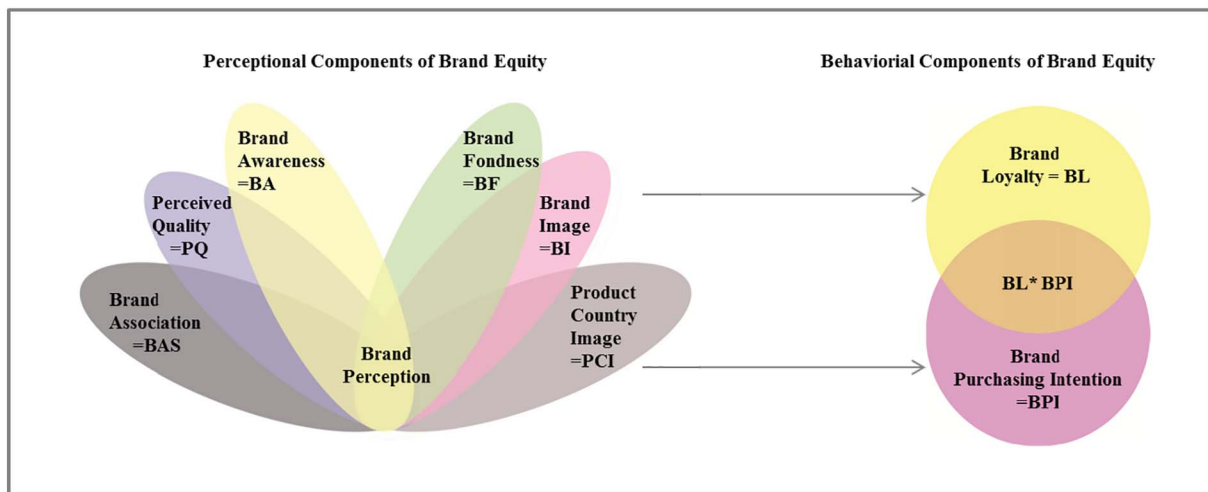 Perceptional Components of Brand Equity
Behaviorial Components of Brand Equity
Brand
Awareness
=BA
Brand
Fondness
=BF
Perceived
Quality
=PQ
Brand
Image
=BI
Brand
Association
=BAS
Product
Country
Image
=PCI
Brand
Perception
Brand
Loyalty = BL
BL* BPI
Brand
Purchasing Intention
=BPI